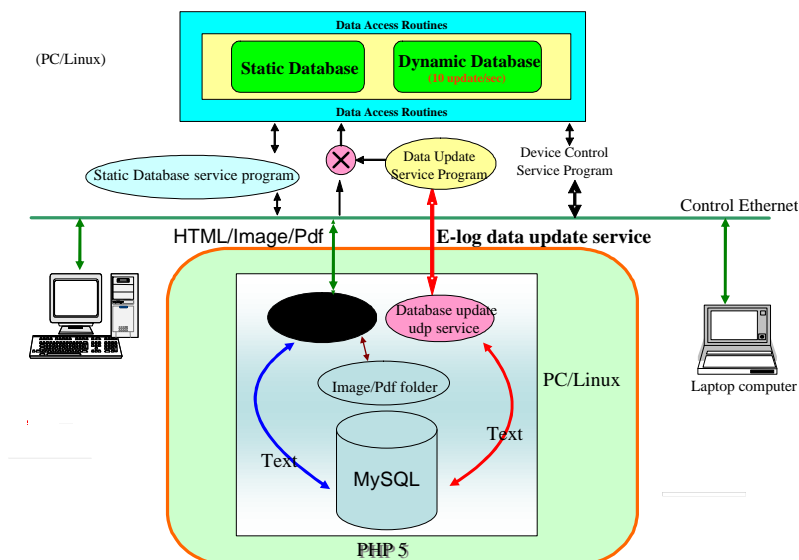 Data Access Routines
(PC/Linux)
Static Database
Dynamic Database
(10 update/sec)
Data Access Routines
Static Database service program
Data Update
Service Program
Device Control
Service Program
Control Ethernet
HTML/Image/Pdf
E-log data update service
Database update
udp service
Image/Pdf folder
PC/Linux
Laptop computer
Text
Text
MySQL
PHP 5